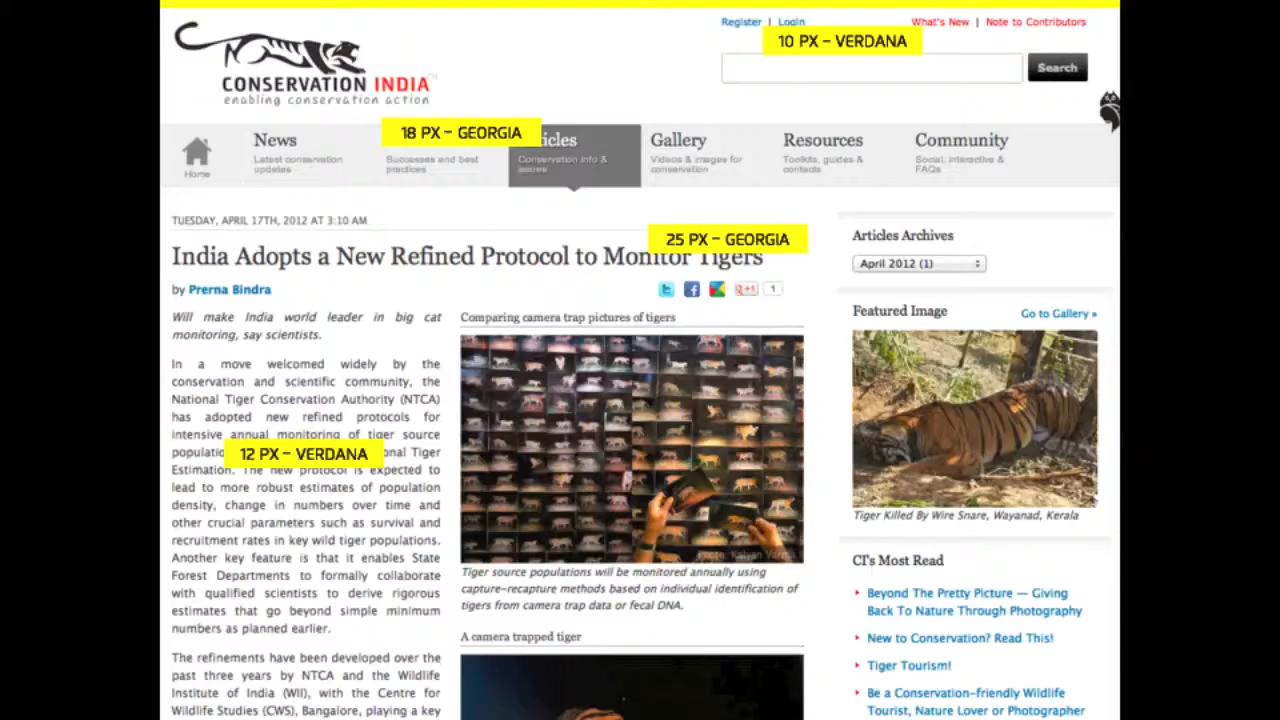 Register | Login
What's New | Note to Contributors
10 PX – VERDANA
Search
CONSERVATION INDIA™
enabling conservation action
18 PX – GEORGIA
Home
News
Latest conservation
updates
Successes and best
practices
icles
Conservation info &
issues
Gallery
Videos & images for
conservation
Resources
Toolkits, guides &
contacts
Community
Social, interactive &
FAQs
TUESDAY, APRIL 17TH, 2012 AT 3:10 AM
25 PX – GEORGIA
India Adopts a New Refined Protocol to Monitor Tigers
by Prerna Bindra
g +1
1
Will make India world leader in big cat
monitoring, say scientists.
In a move welcomed widely by the
conservation and scientific community, the
National Tiger Conservation Authority (NTCA)
has adopted new refined protocols for
intensive annual monitoring of tiger source
populatio
onal Tiger
12 PX – VERDANA
Estimation. The new protocol is expected to
lead to more robust estimates of population
density, change in numbers over time and
other crucial parameters such as survival and
recruitment rates in key wild tiger populations.
Another key feature is that it enables State
Forest Departments to formally collaborate
with qualified scientists to derive rigorous
estimates that go beyond simple minimum
numbers as planned earlier.
The refinements have been developed over the
past three years by NTCA and the Wildlife
Institute of India (WII), with the Centre for
Wildlife Studies (CWS), Bangalore, playing a key
Comparing camera trap pictures of tigers
Photo: Kalyan Varma
Tiger source populations will be monitored annually using
capture-recapture methods based on individual identification of
tigers from camera trap data or fecal DNA.
A camera trapped tiger
Articles Archives
April 2012 (1)
Featured Image
Go to Gallery »
Tiger Killed By Wire Snare, Wayanad, Kerala
CI's Most Read
Beyond The Pretty Picture — Giving
Back To Nature Through Photography
New to Conservation? Read This!
Tiger Tourism!
Be a Conservation-friendly Wildlife
Tourist, Nature Lover or Photographer